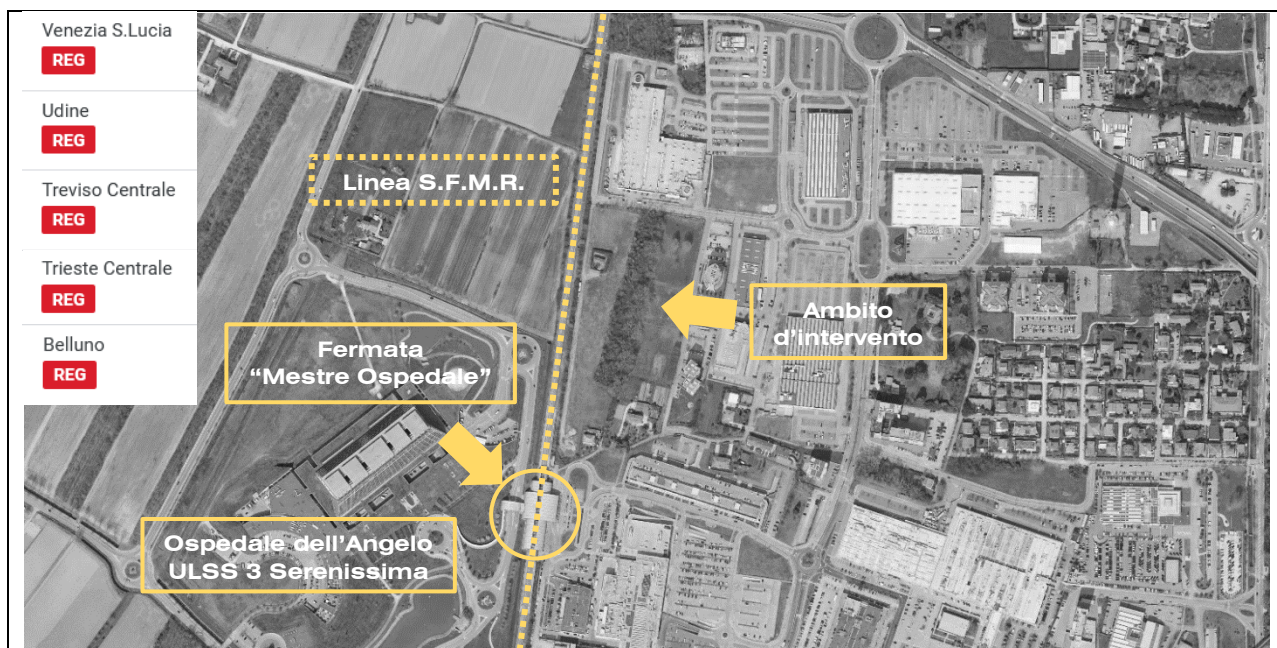 Venezia S.Lucia
REG
Udine
REG
Treviso Centrale
REG
Trieste Centrale
REG
Belluno
REG
Linea S.F.M.R.
Ambito
d'intervento
Fermata
“Mestre Ospedale”
Ospedale dell'Angelo
ULSS 3 Serenissima